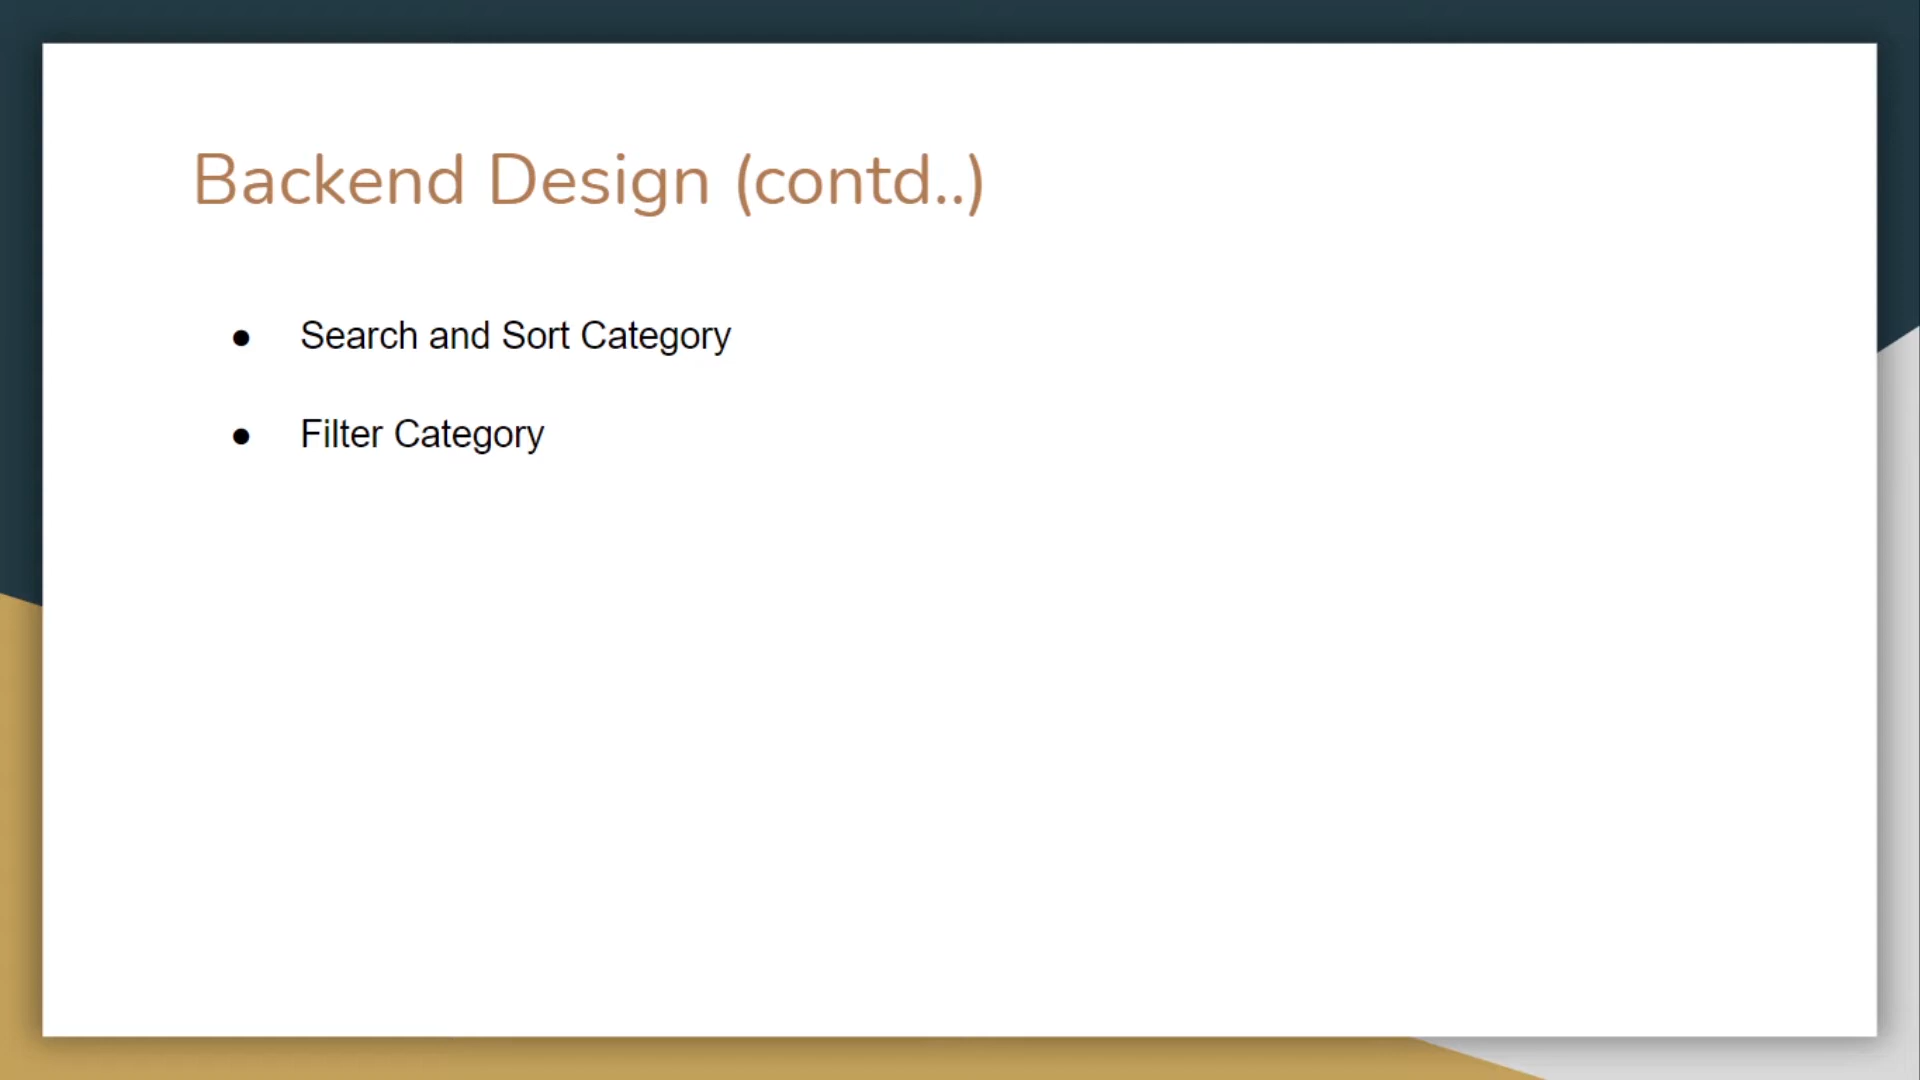 Backend Design (contd..)
● Search and Sort Category
● Filter Category